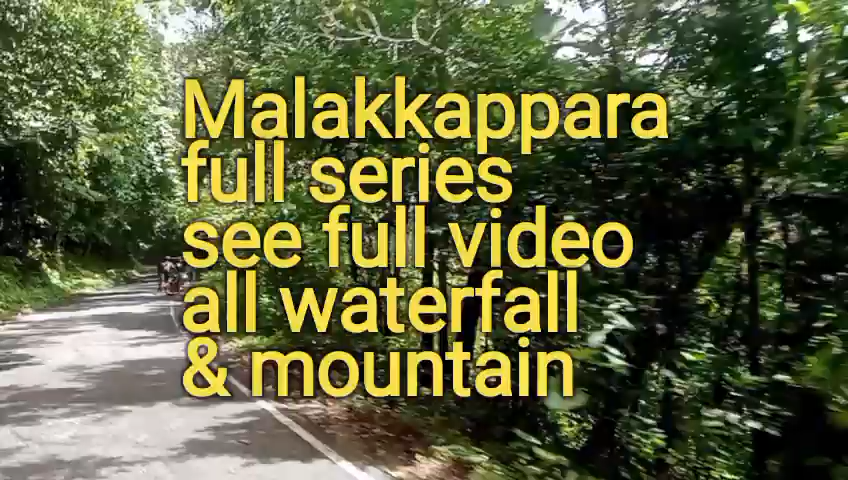 Malakkappara
full series
see full video
all waterfall
& mountain